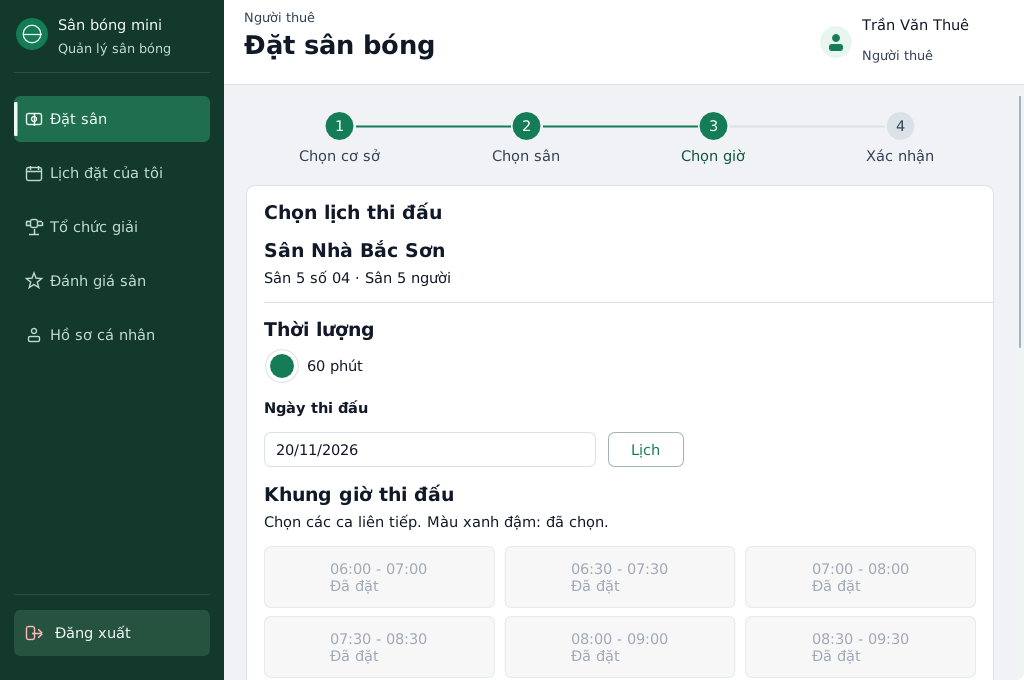 Sân bóng mini
Quản lý sân bóng
Đặt sân
Lịch đặt của tôi
Tổ chức giải
Đánh giá sân
Hồ sơ cá nhân
Đăng xuất
Người thuê
Đặt sân bóng
Trần Văn Thuê
Người thuê
1
2
3
4
Chọn cơ sở
Chọn sân
Chọn giờ
Xác nhận
Chọn lịch thi đấu
Sân Nhà Bắc Sơn
Sân 5 số 04 · Sân 5 người
Thời lượng
60 phút
Ngày thi đấu
20/11/2026
Lịch
Khung giờ thi đấu
Chọn các ca liên tiếp. Màu xanh đậm: đã chọn.
06:00 - 07:00
Đã đặt
06:30 - 07:30
Đã đặt
07:00 - 08:00
Đã đặt
07:30 - 08:30
Đã đặt
08:00 - 09:00
Đã đặt
08:30 - 09:30
Đã đặt